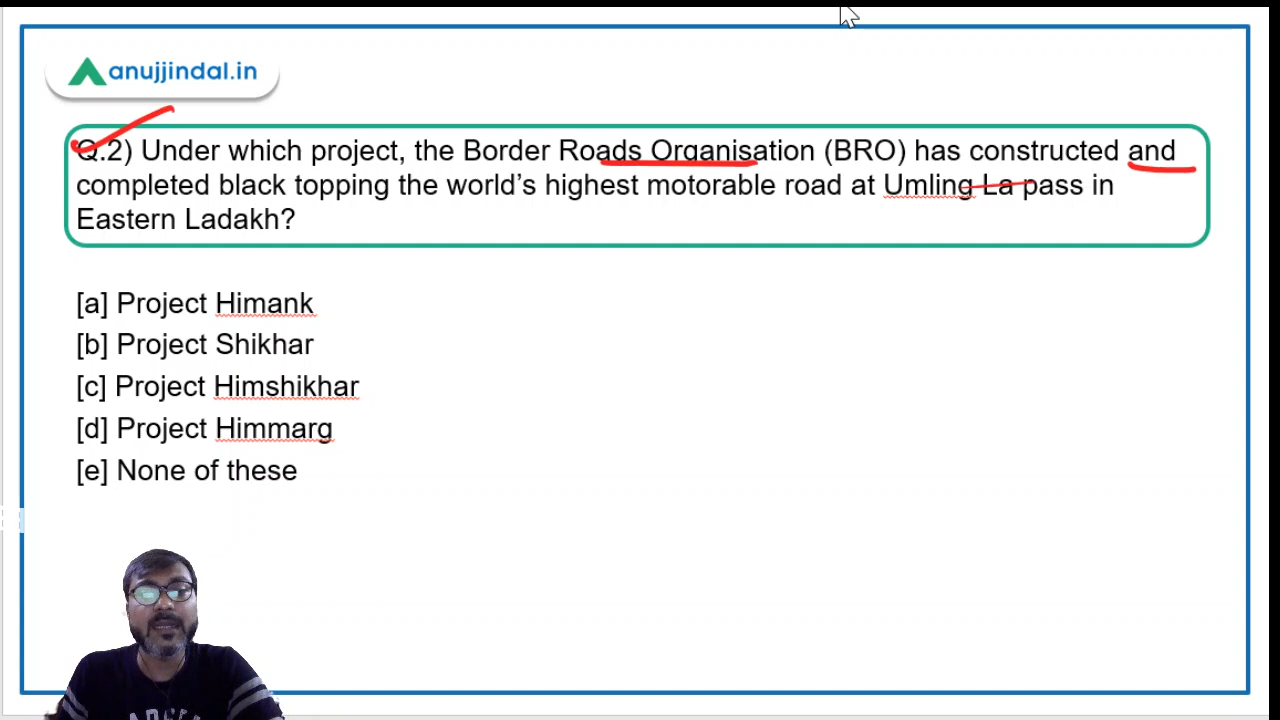 anujjindal.in
Q.2) Under which project, the Border Roads Organisation (BRO) has constructed and
completed black topping the world’s highest motorable road at Umling La pass in
Eastern Ladakh?
[a] Project Himank
[b] Project Shikhar
[c] Project Himshikhar
[d] Project Himmarg
[e] None of these